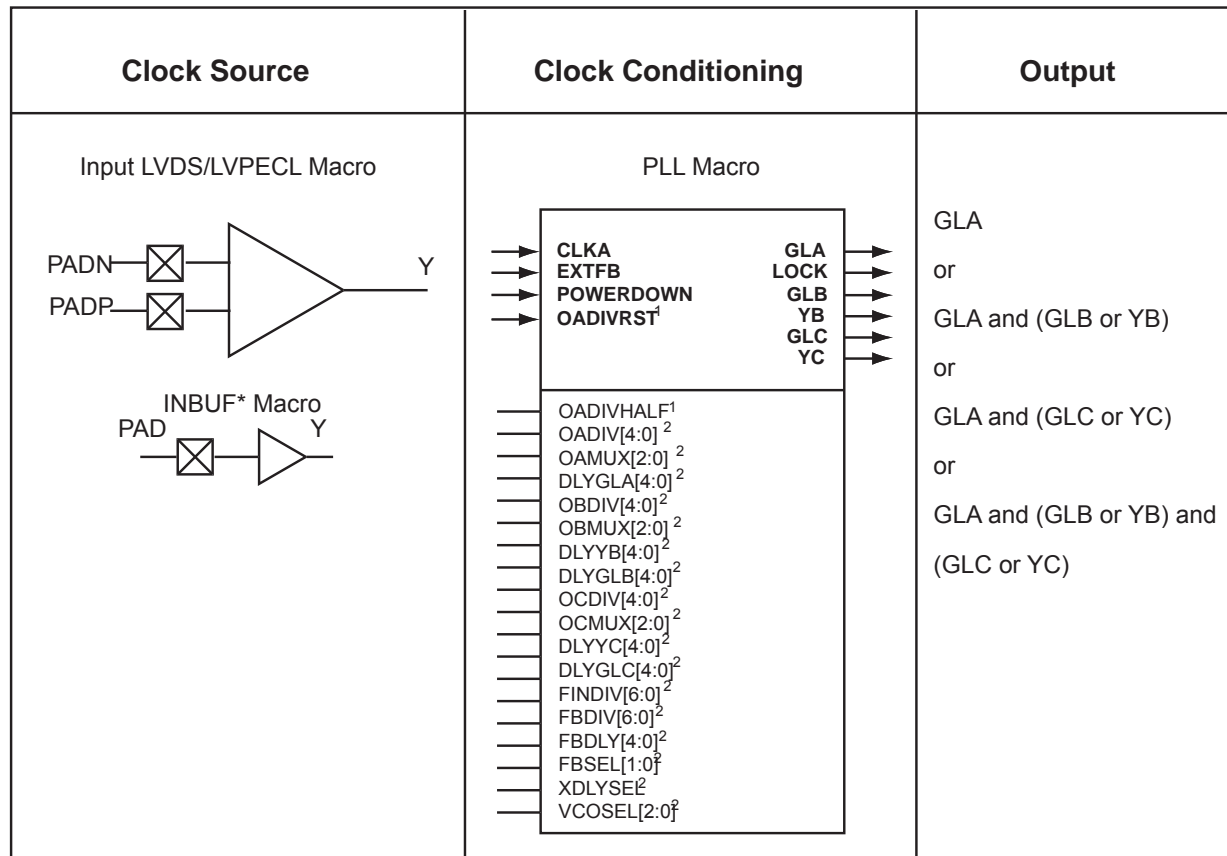 Clock Source
Clock Conditioning
Output
Input LVDS/LVPECL Macro
PADN
PADP
Y
INBUF* Macro
PAD
Y
PLL Macro
CLKA
EXTFB
POWERDOWN
OADIVRST1
GLA
LOCK
GLB
YB
GLC
YC
OADIVHALF1
OADIV[4:0] 2
OAMUX[2:0] 2
DLYGLA[4:0] 2
OBDIV[4:0] 2
OBMUX[2:0] 2
DLYYB[4:0] 2
DLYGLB[4:0] 2
OCDIV[4:0] 2
OCMUX[2:0] 2
DLYYC[4:0] 2
DLYGLC[4:0] 2
FINDIV[6:0] 2
FBDIV[6:0] 2
FBDLY[4:0] 2
FBSEL[1:0] 2
XDLYSEL 2
VCOSEL[2:0] 2
GLA
or
GLA and (GLB or YB)
or
GLA and (GLC or YC)
or
GLA and (GLB or YB) and
(GLC or YC)